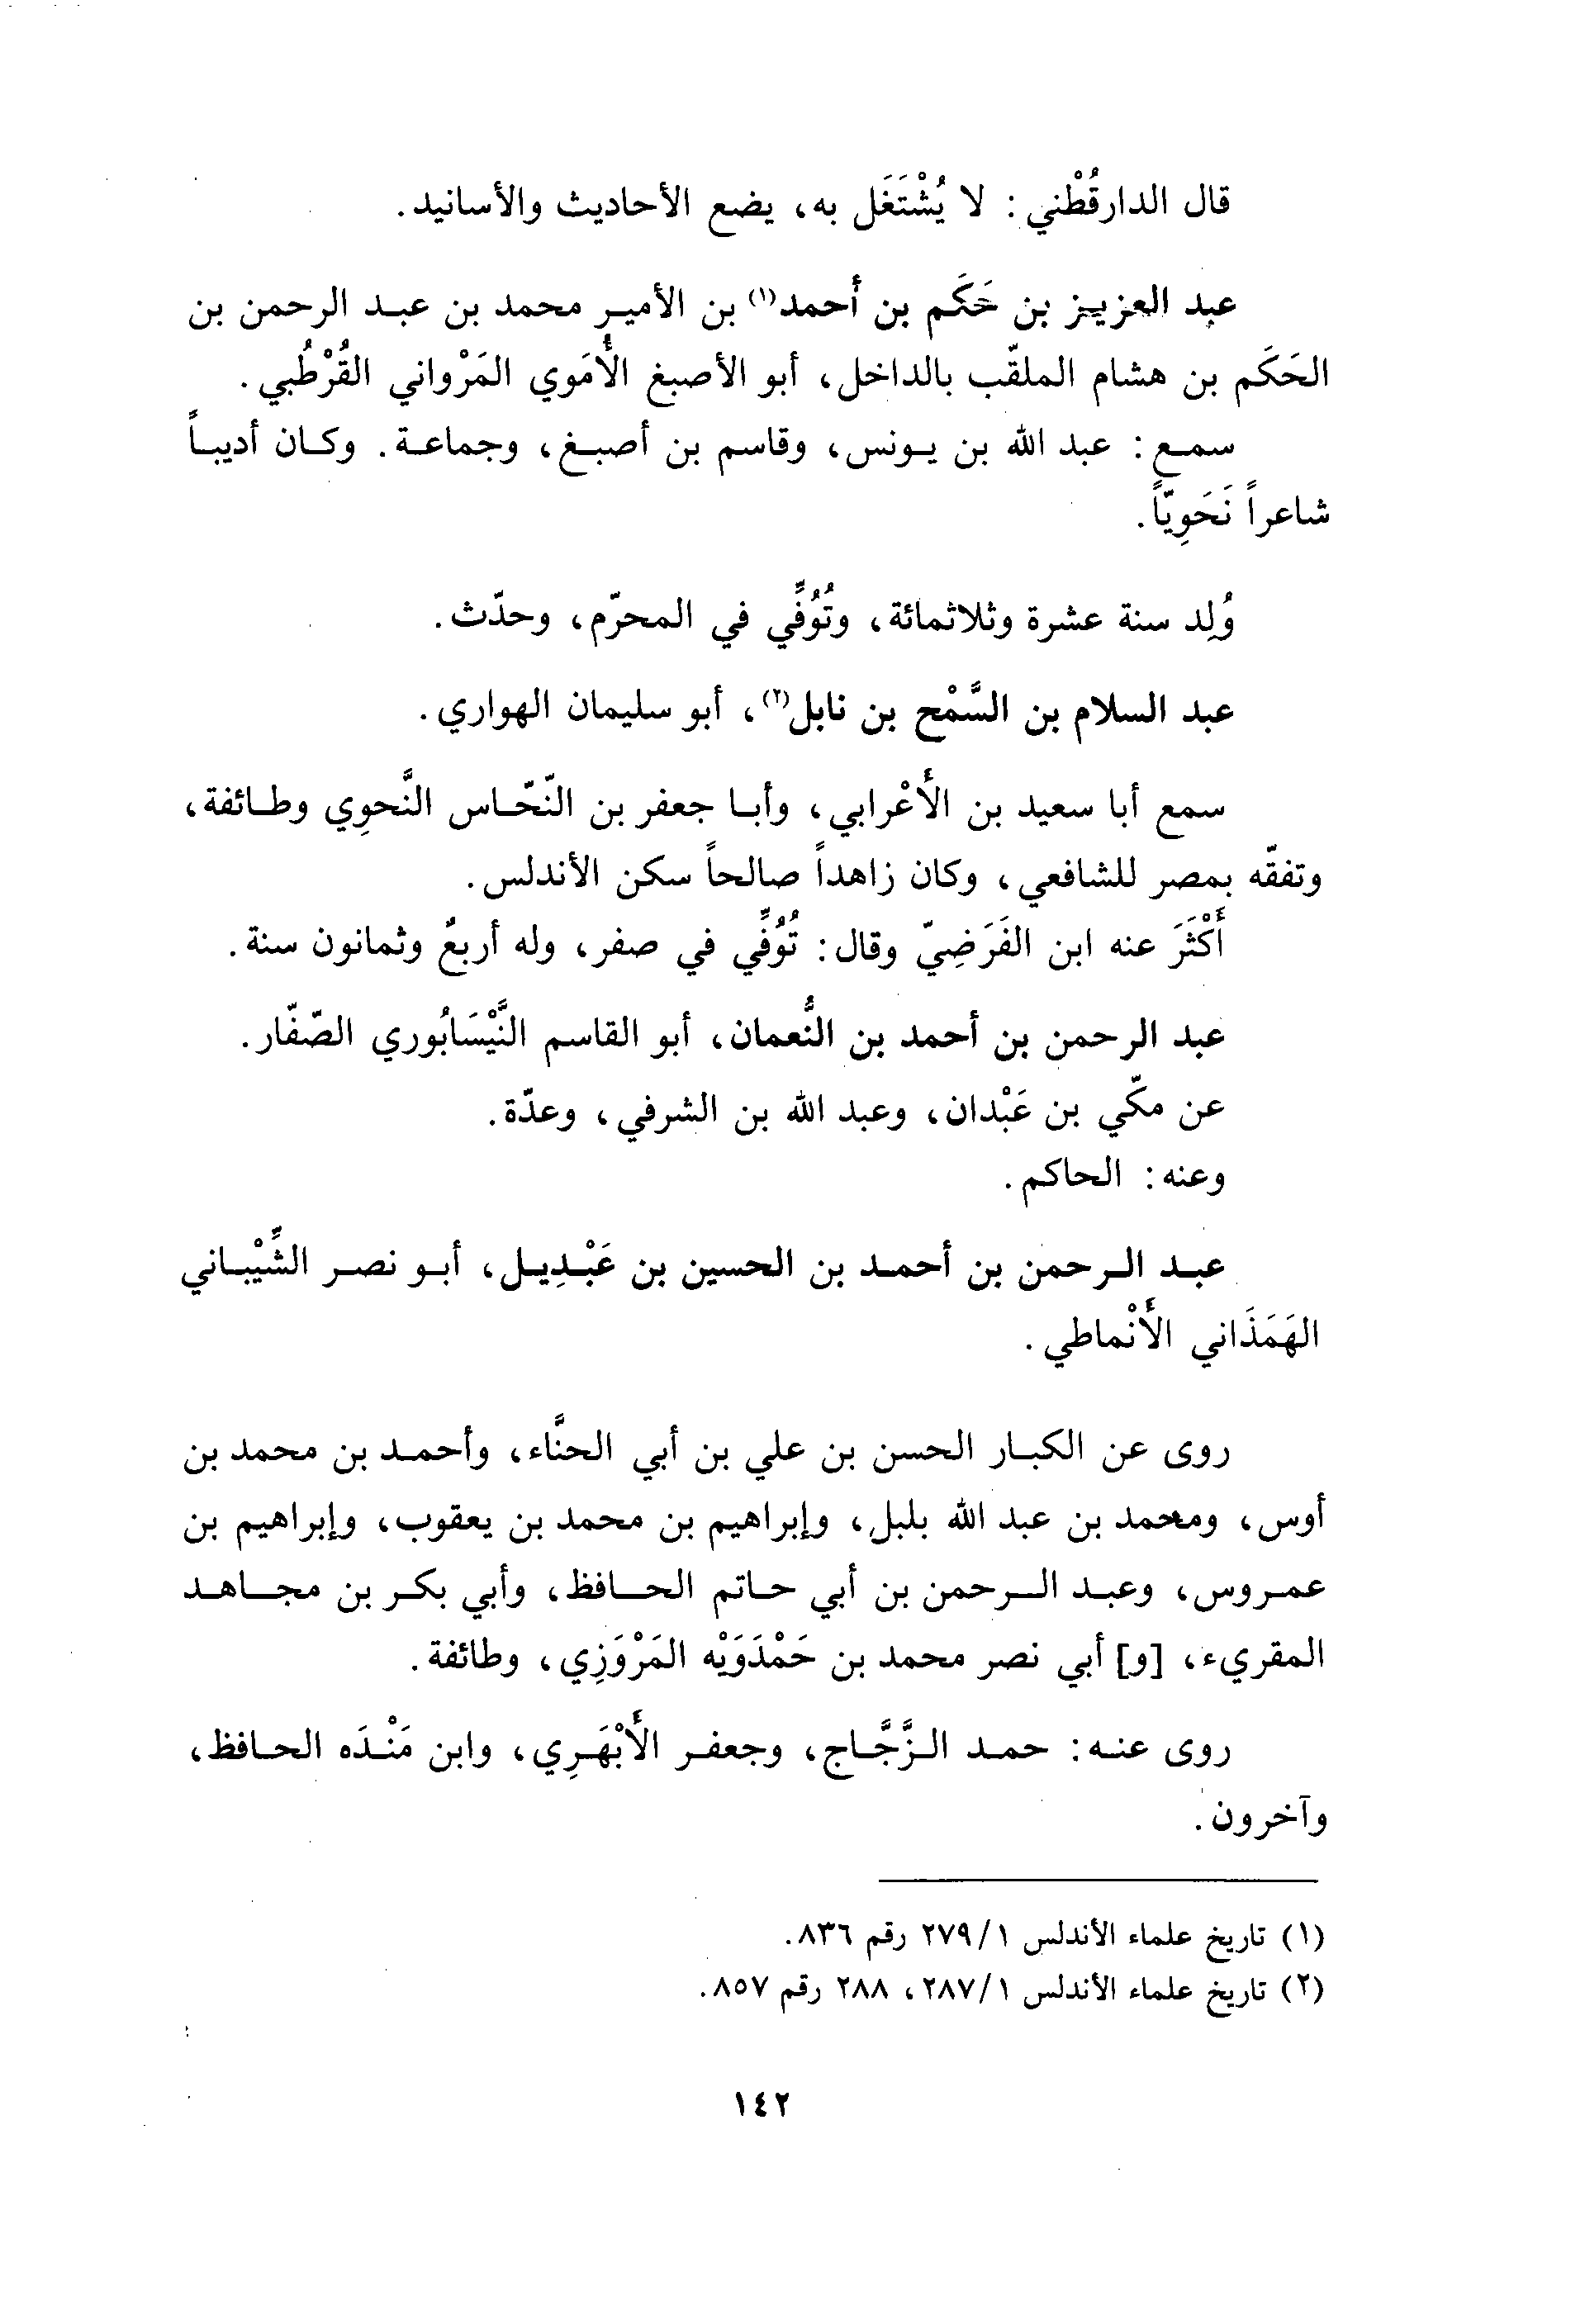 قال الدارقُطْني : لا يُشْتَغَل به، يضع الأحاديث والأسانيد.
عبد العزيز بن حَكَم بن أحمد(١) بن الأمير محمد بن عبد الرحمن بن
الحَكَم بن هشام الملقّب بالداخل، أبو الأصبغ الأُمَوي المَرْواني القُرْطُبي.
سمع : عبد الله بن يونس، وقاسم بن أصبغ، وجماعة. وكان أديباً
شاعراً نَحَوِيّاً.
وُلِد سنة عشرة وثلاثمائة، وتُوُفِّي في المحرّم، وحدّث.
عبد السلام بن السَّمْح بن نابل(٢)، أبو سليمان الهواري.
سمع أبا سعيد بن الأَعْرابي، وأبا جعفر بن النّحّاس النَّحوِي وطائفة،
وتفقّه بمصر للشافعي، وكان زاهداً صالحاً سكن الأندلس.
أَكْثَرَ عنه ابن الفَرَضِيّ وقال: تُوُفِّي في صفر، وله أربعٌ وثمانون سنة.
عبد الرحمن بن أحمد بن النُّعمان، أبو القاسم النَّيْسَابُوري الصّفّار.
عن مكّي بن عَبْدان، وعبد الله بن الشرفي، وعدّة.
وعنه : الحاكم.
عبد الرحمن بن أحمد بن الحسين بن عَبْدِيل، أبو نصر الشَّيْباني
الهَمَذَاني الأَنْماطي.
روى عن الكبار الحسن بن علي بن أبي الحنَّاء، وأحمد بن محمد بن
أوس، ومحمد بن عبد الله بلبل، وإبراهيم بن محمد بن يعقوب، وإبراهيم بن
عمروس، وعبد الرحمن بن أبي حاتم الحافظ، وأبي بكر بن مجاهد
المقريء، [و] أبي نصر محمد بن حَمْدَوَيْه المَرْوَزِي، وطائفة.
روى عنه: حمد الزَّجَّاج، وجعفر الأَبْهَرِي، وابن مَنْدَه الحافظ،
وآخرون.
(١) تاريخ علماء الأندلس ٢٧٩/١ رقم ٨٣٦.
(٢) تاريخ علماء الأندلس ٢٨٧/١، ٢٨٨ رقم ٨٥٧.
١٤٢